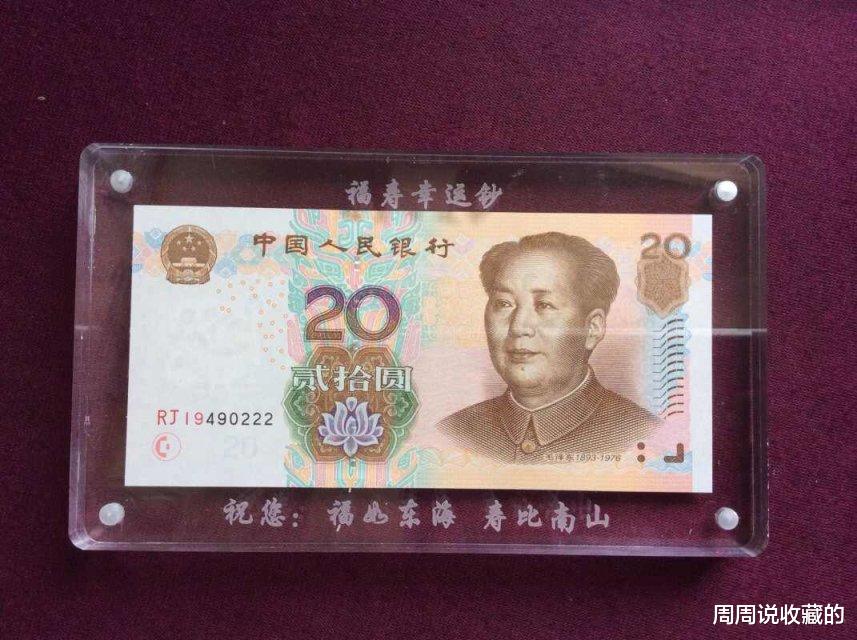 福寿幸运钞
中国人民银行
20
20
贰拾圆
RJ19490222
20
毛泽东1893-1976
祝您：福如东海 寿比南山
周周说收藏的